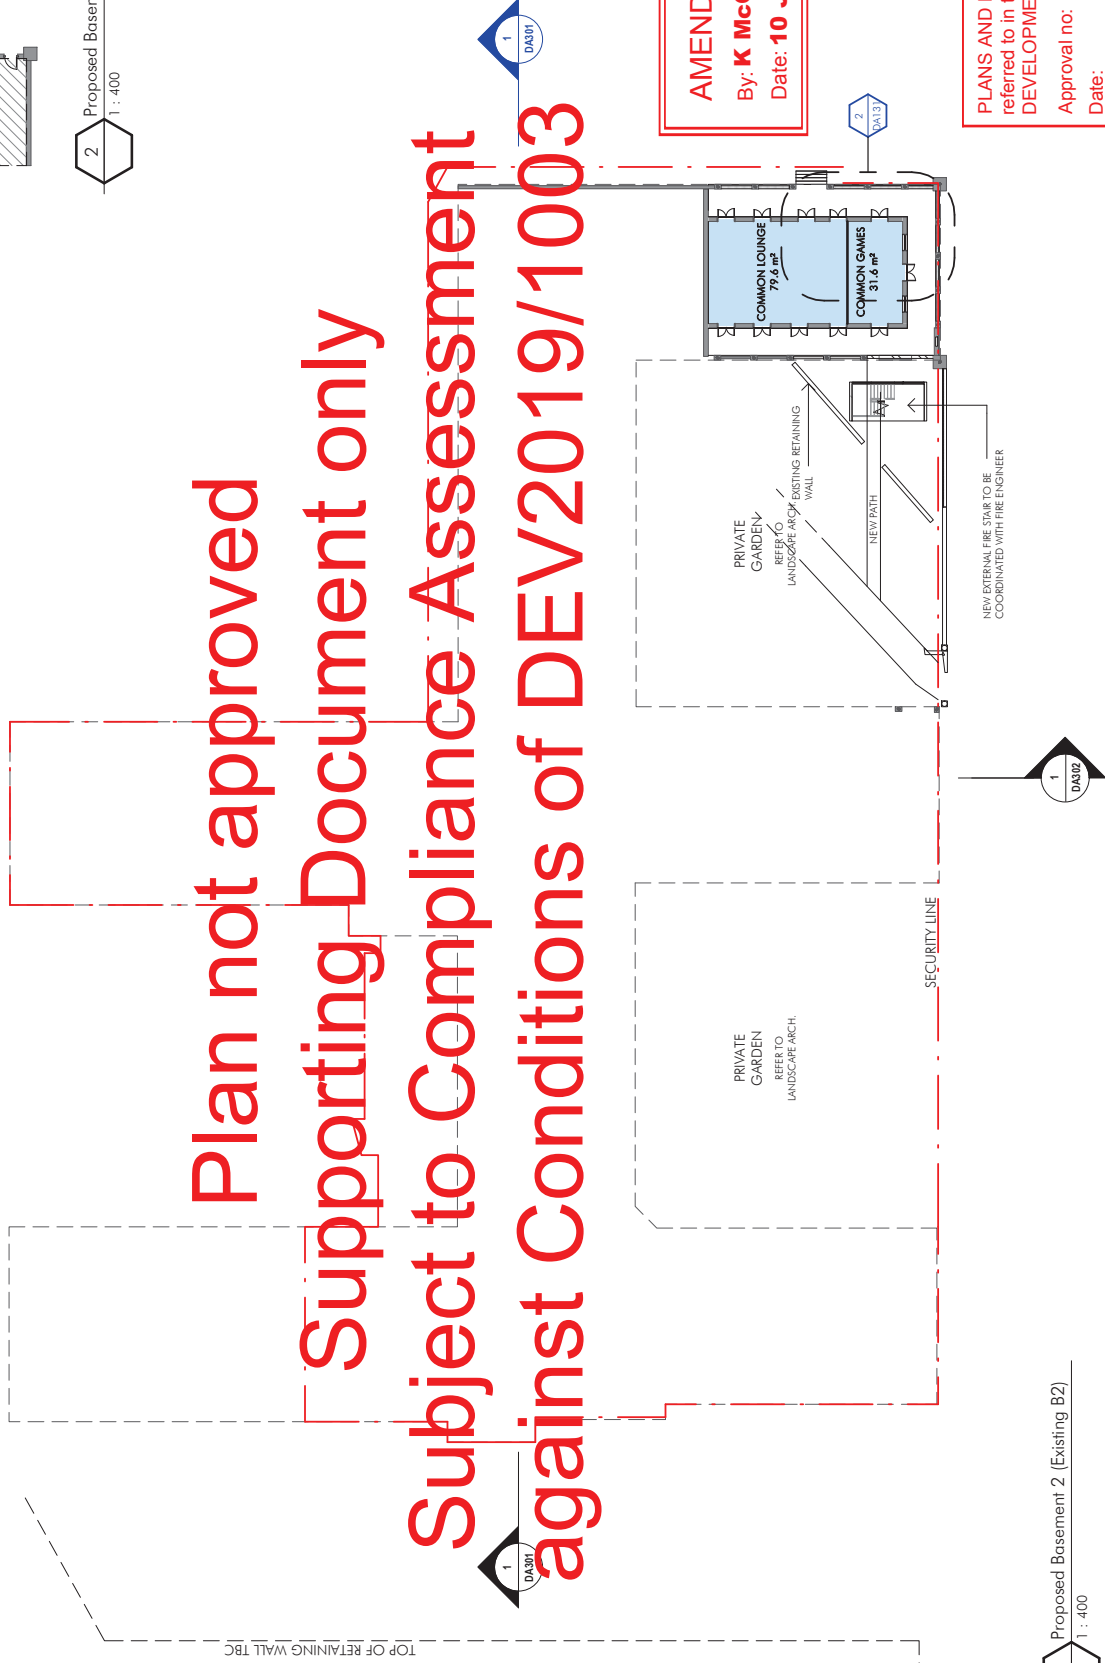 Plan not approved
Supporting Document only
Subject to Compliance Assessment
against Conditions of DEV2019/1003
2
1 : 400
1
DA301
AMEND
By:
Date: 10
2
DA131
PLANS AND
referred to in
DEVELOPME
Approval no:
Date:
COMMON LOUNGE
79.6 m²
COMMON GAMES
31.6 m²
EXISTING RETAINING
WALL
PRIVATE
GARDEN
REFER TO
LANDSCAPE ARCH.
NEW PATH
NEW EXTERNAL FIRE STAIR TO BE
COORDINATED WITH FIRE ENGINEER
1
DA302
SECURITY LINE
PRIVATE
GARDEN
REFER TO
LANDSCAPE ARCH.
1
DA301
TOP OF RETAINING WALL TBC
Proposed Basement 2 (Existing B2)
1 : 400